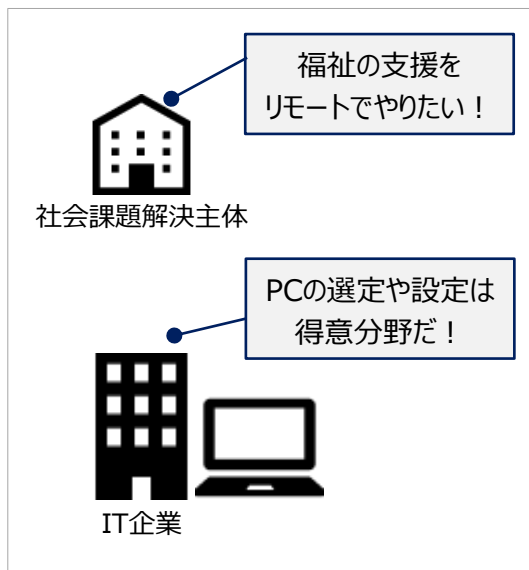 福祉の支援を
リモートでやりたい！
社会課題解決主体
PCの選定や設定は
得意分野だ！
IT企業